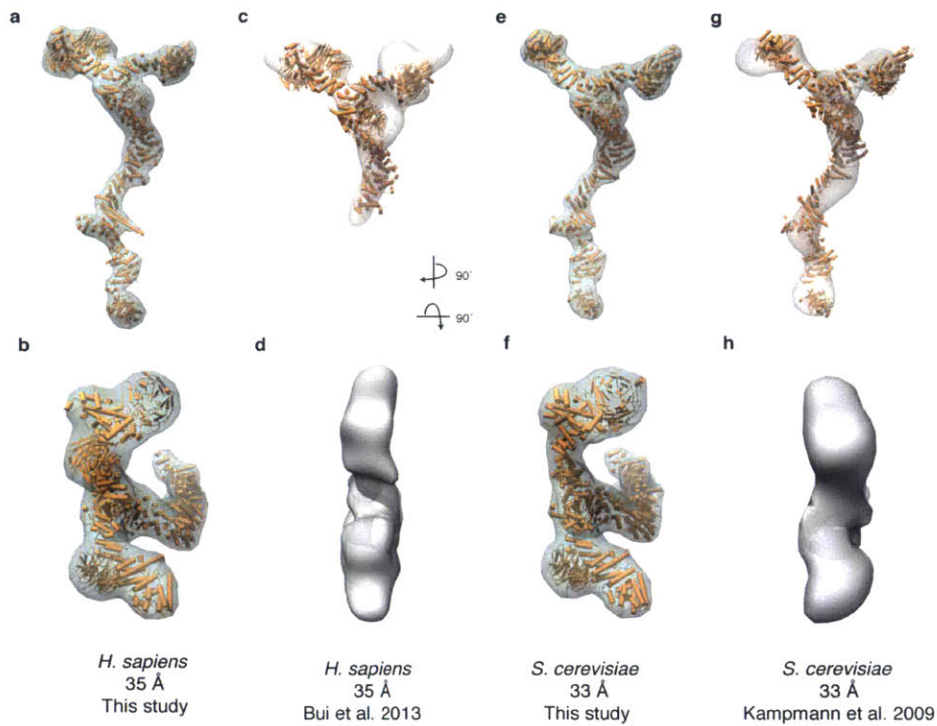 a
c
e
g
90°
90°
b
d
f
h
H. sapiens
35 Å
This study
H. sapiens
35 Å
Bui et al. 2013
S. cerevisiae
33 Å
This study
S. cerevisiae
33 Å
Kampmann et al. 2009